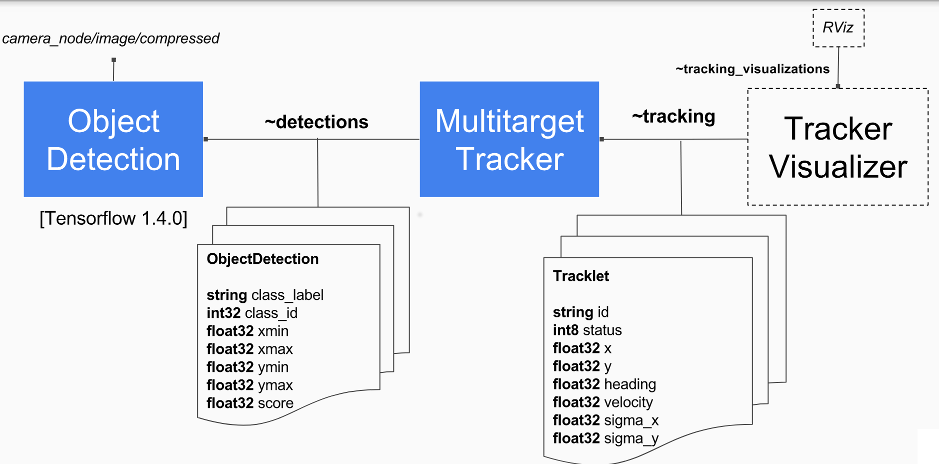 camera_node/image/compressed
RViz
~tracking_visualizations
Object
Detection
~detections
Multitarget
Tracker
~tracking
Tracker
Visualizer
[Tensorflow 1.4.0]
ObjectDetection
string class_label
int32 class_id
float32 xmin
float32 xmax
float32 ymin
float32 ymax
float32 score
Tracklet
string id
int8 status
float32 x
float32 y
float32 heading
float32 velocity
float32 sigma_x
float32 sigma_y